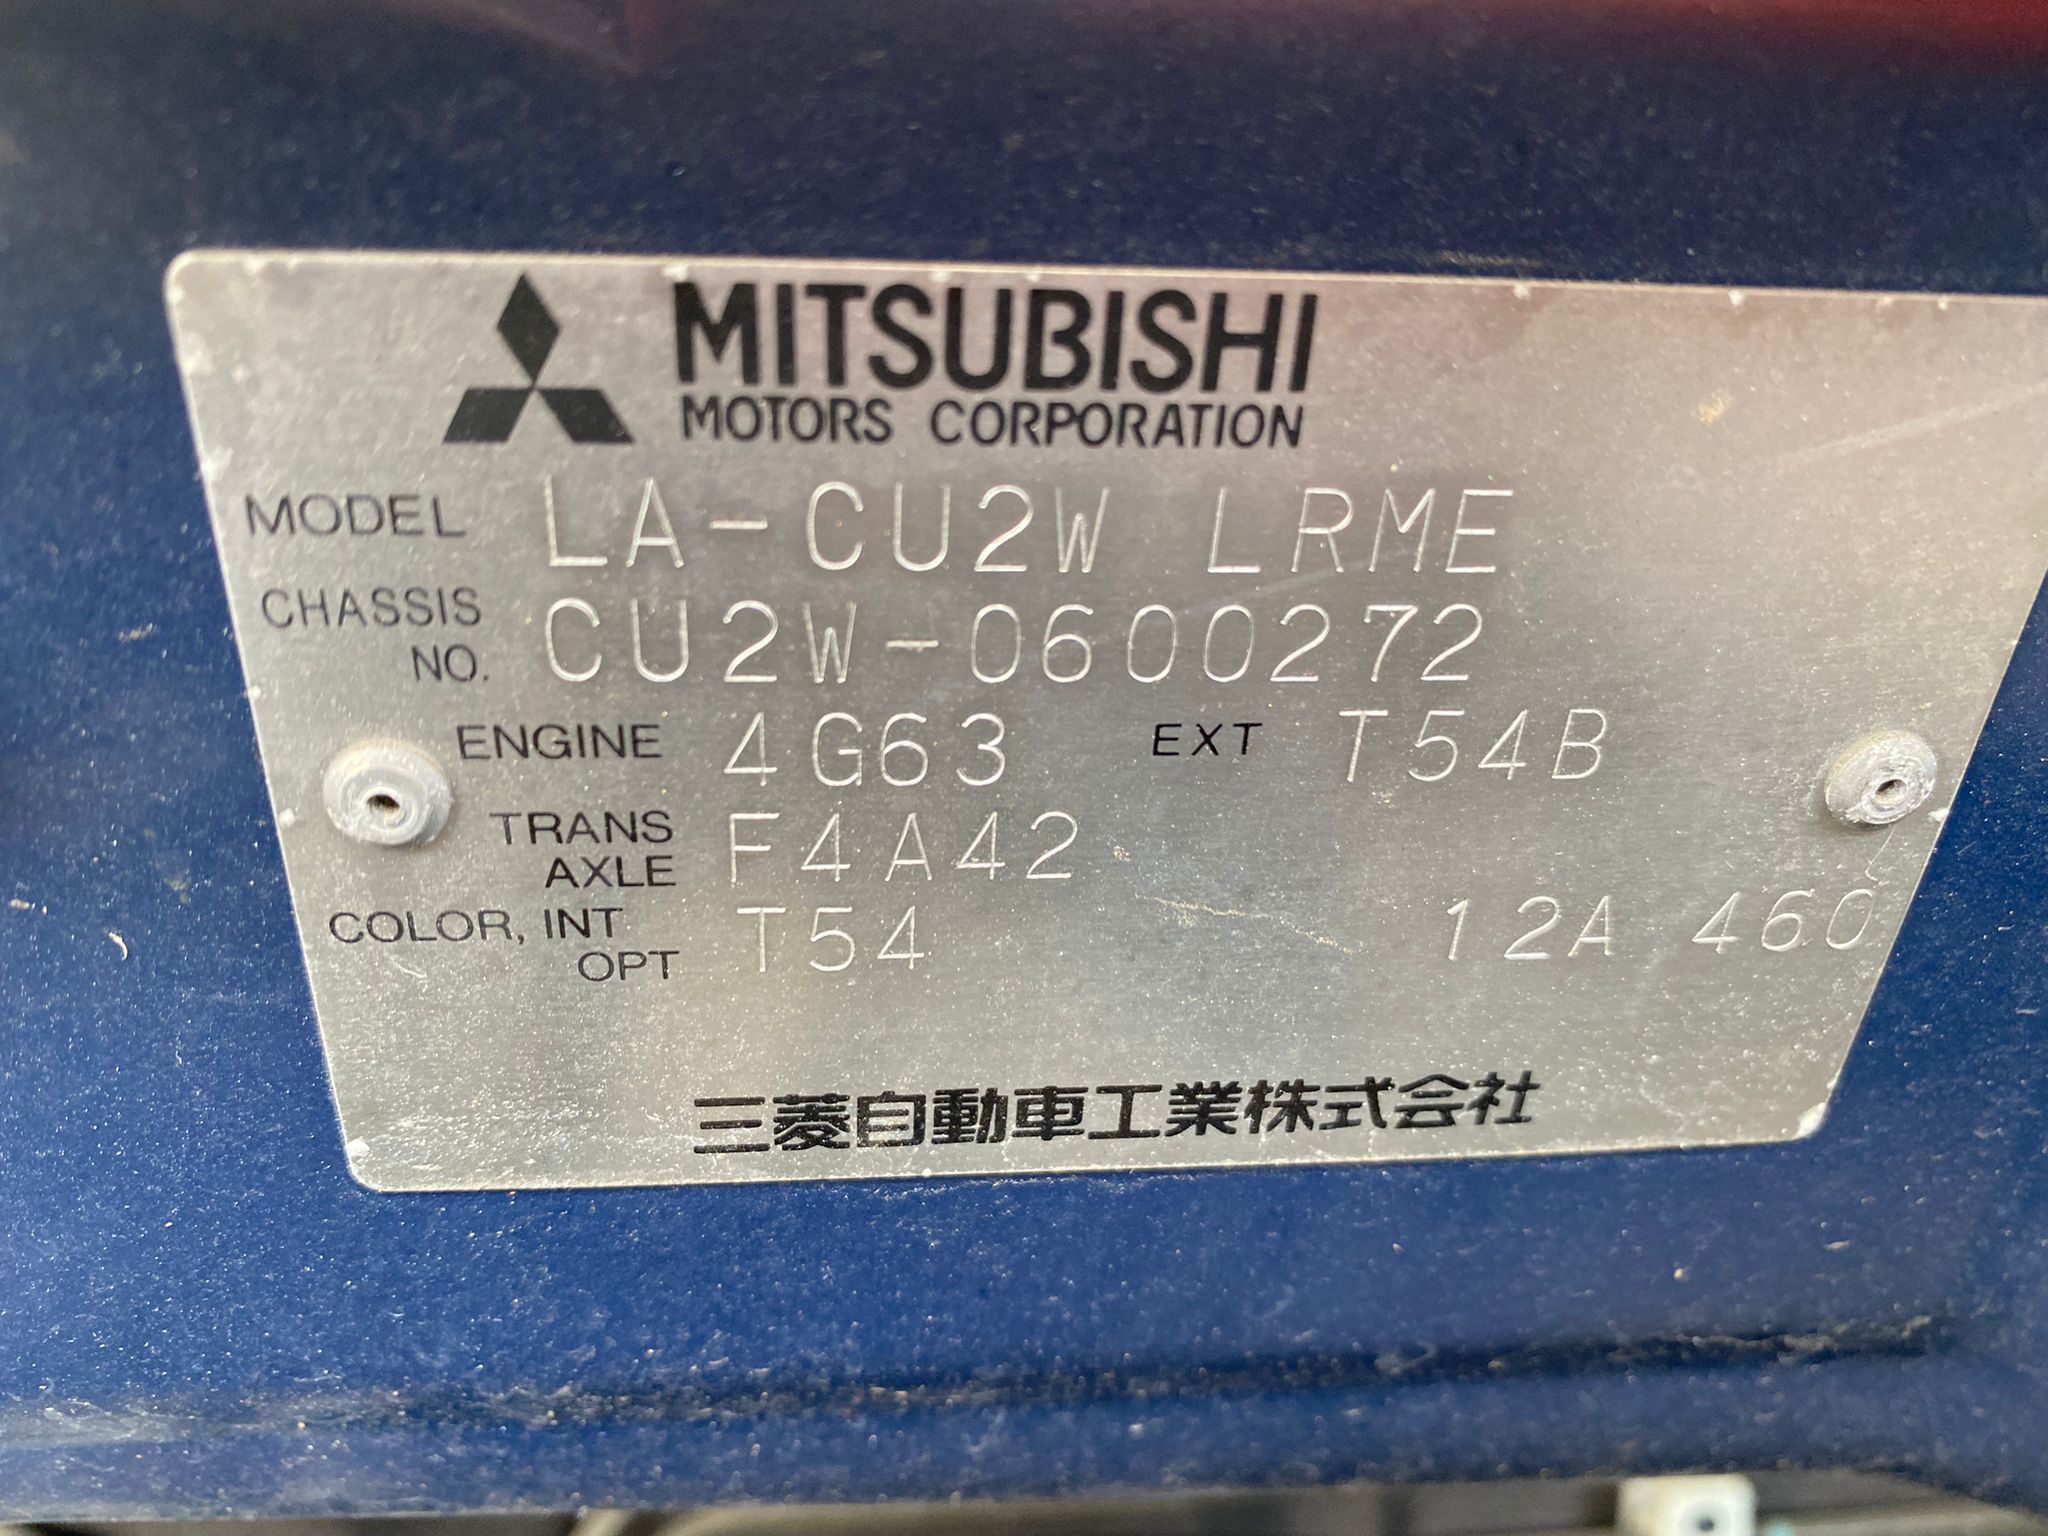 MITSUBISHI
MOTORS CORPORATION
MODEL LA-CU2W LRME
CHASSIS
NO. CU2W-0600272
ENGINE 4G63 EXT T54B
TRANS
AXLE F4A42
COLOR, INT
OPT T54 12A 460
三菱自動車工業株式会社